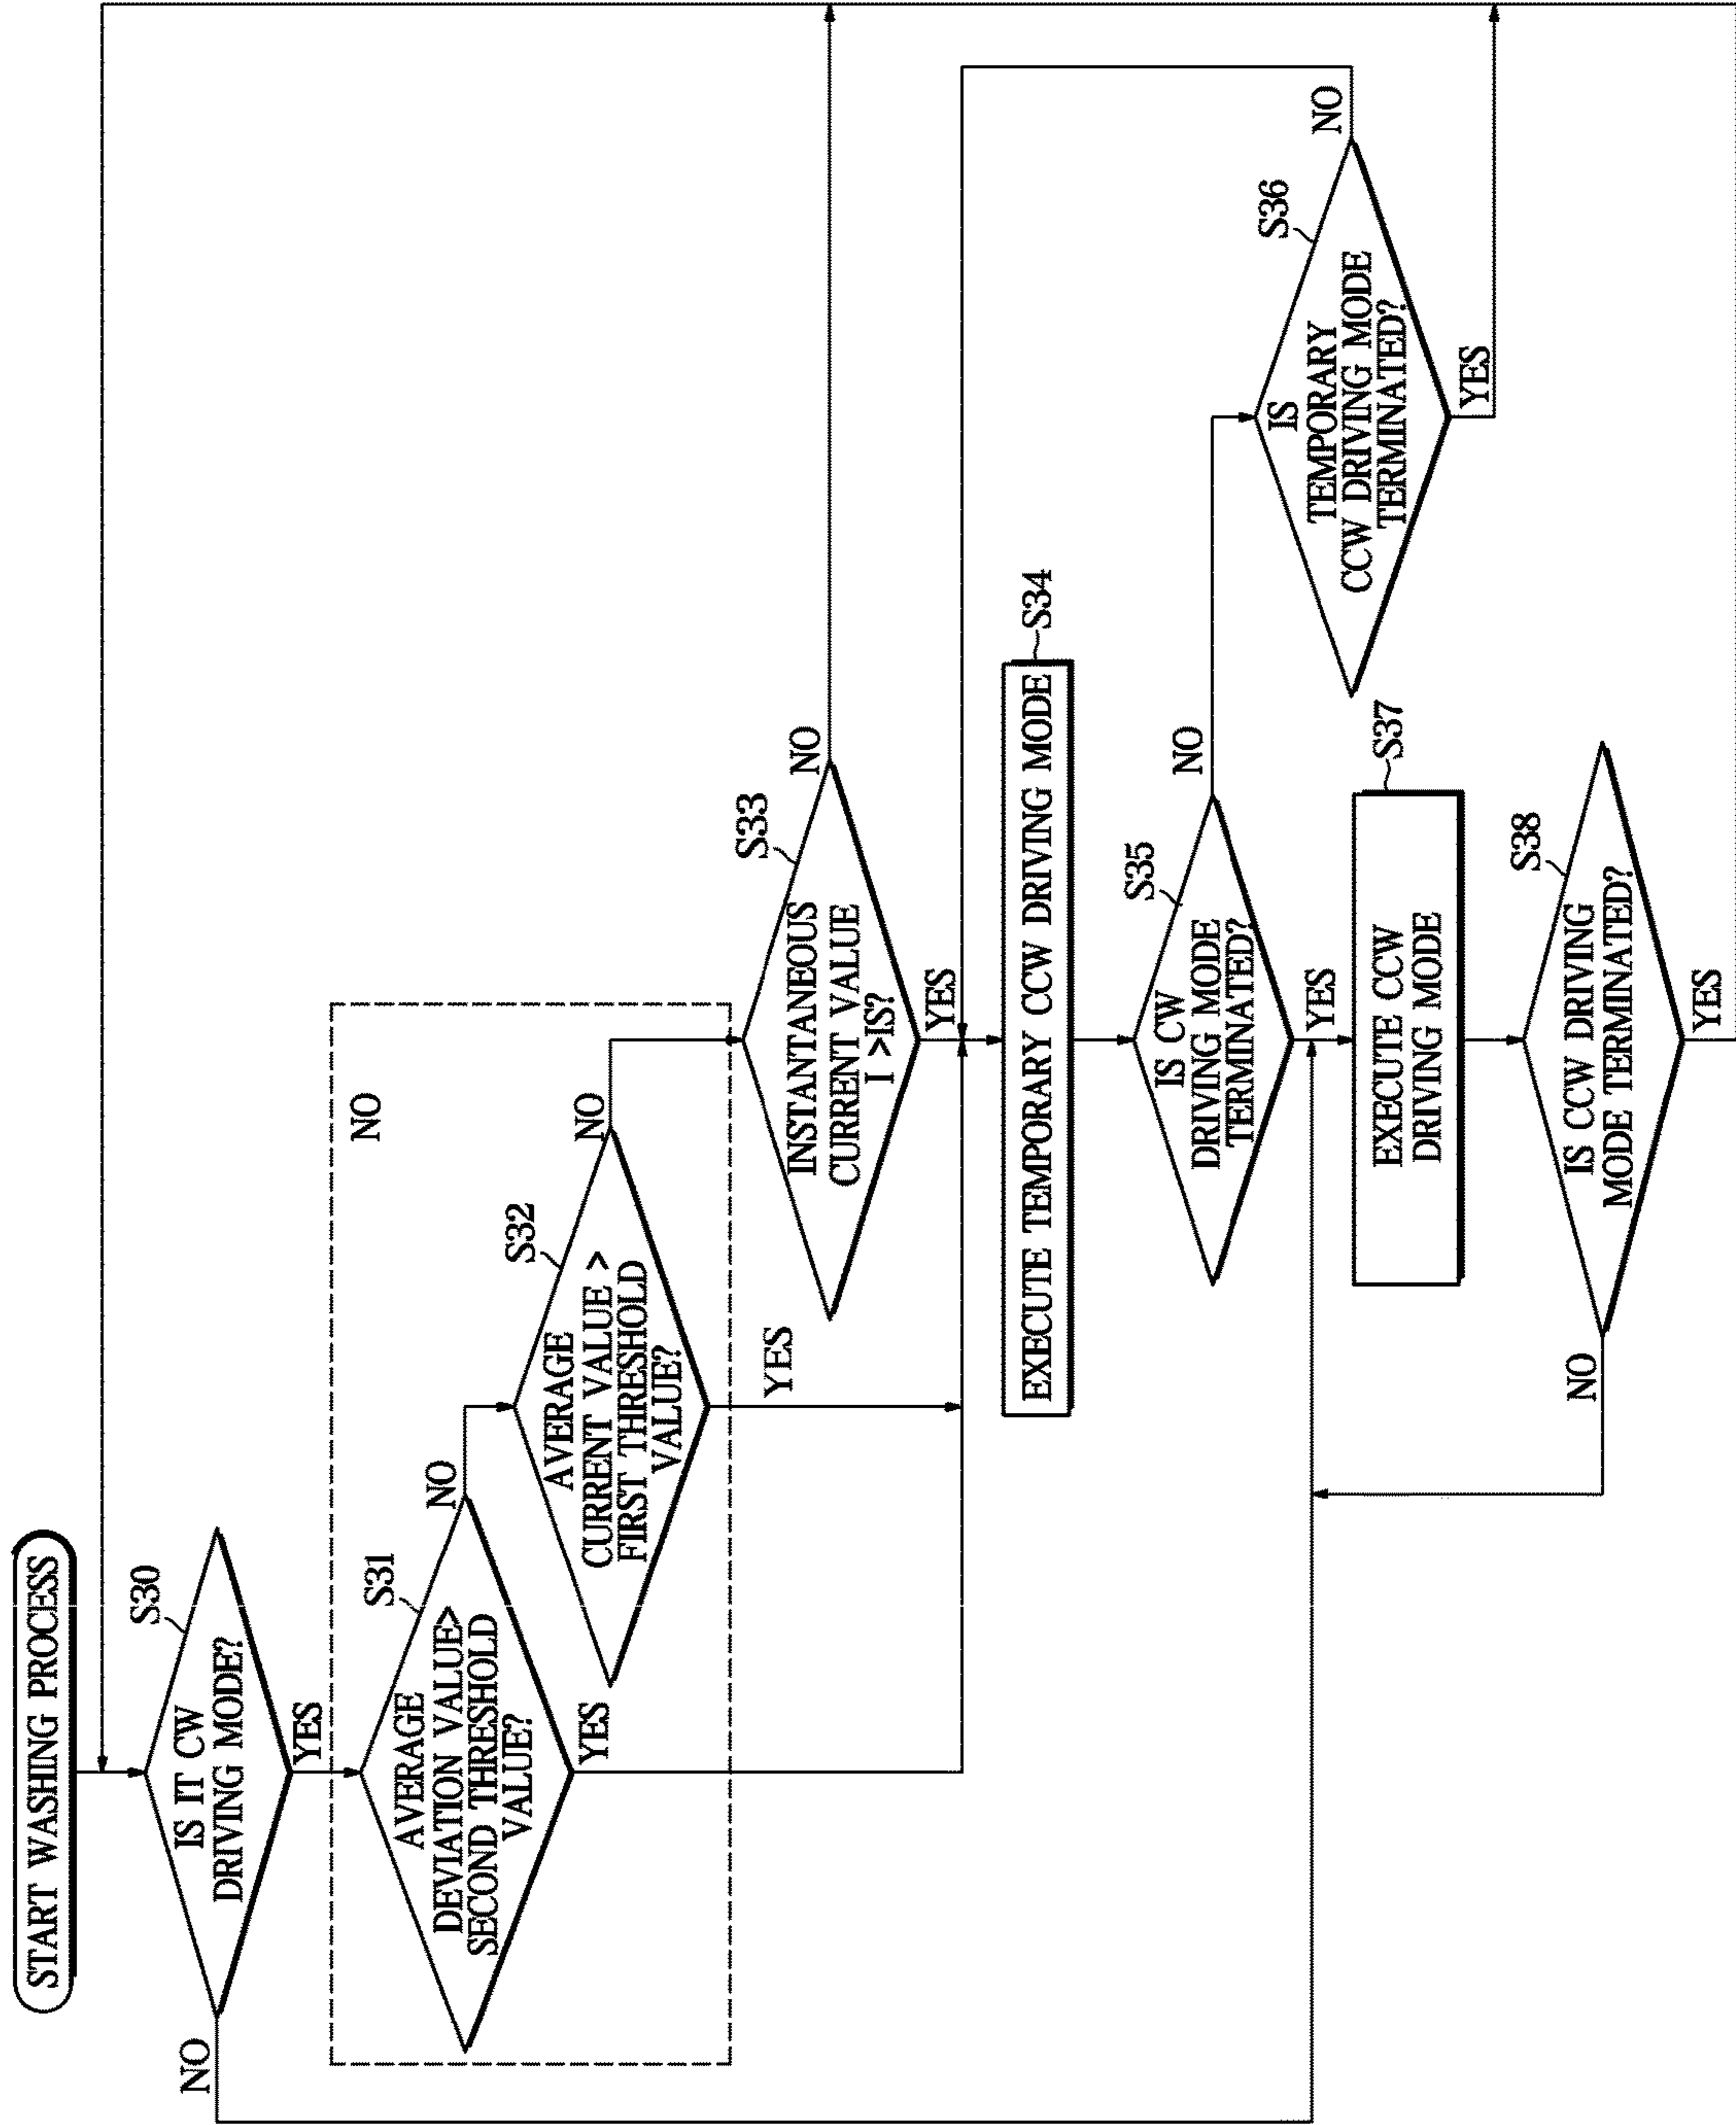 START WASHING PROCESS
S30
IS IT CW
DRIVING MODE?
NO
YES
NO
S31
AVERAGE
DEVIATION VALUE>
SECOND THRESHOLD
VALUE?
NO
YES
S32
AVERAGE
CURRENT VALUE >
FIRST THRESHOLD
VALUE?
NO
YES
S33
INSTANTANEOUS
CURRENT VALUE
I >IS?
NO
YES
EXECUTE TEMPORARY CCW DRIVING MODE
S34
S35
IS CW
DRIVING MODE
TERMINATED?
NO
YES
S36
IS
TEMPORARY
CCW DRIVING MODE
TERMINATED?
NO
YES
EXECUTE CCW
DRIVING MODE
S37
S38
IS CCW DRIVING
MODE TERMINATED?
NO
YES